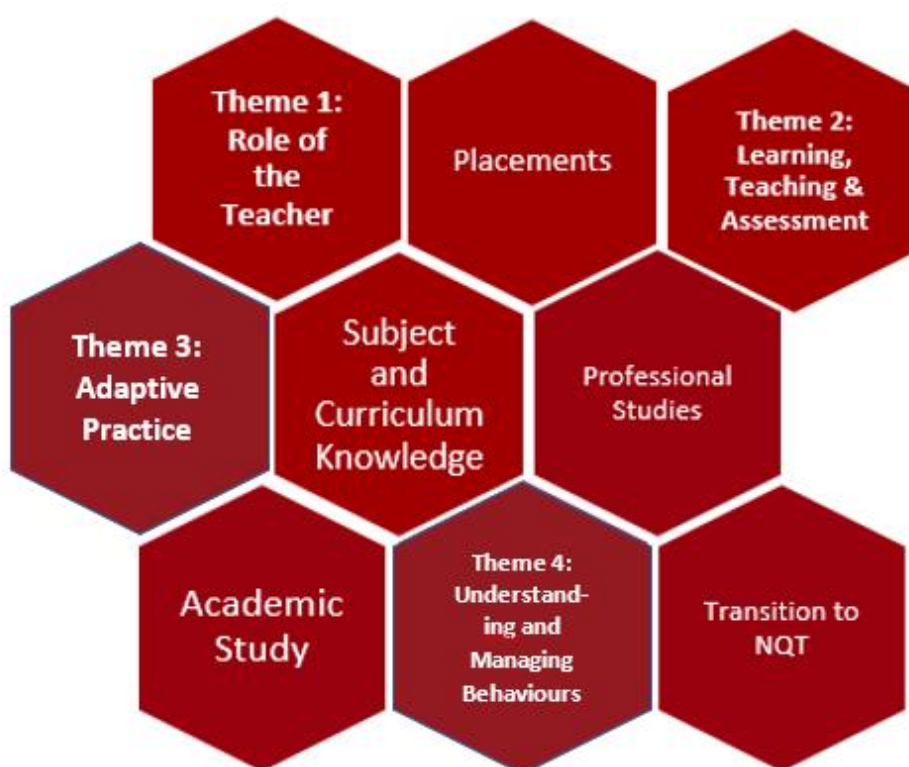 Theme 1:
Role of
the
Teacher
Placements
Theme 2:
Learning,
Teaching &
Assessment
Theme 3:
Adaptive
Practice
Subject
and
Curriculum
Knowledge
Professional
Studies
Academic
Study
Theme 4:
Understand-
ing and
Managing
Behaviours
Transition to
NQT